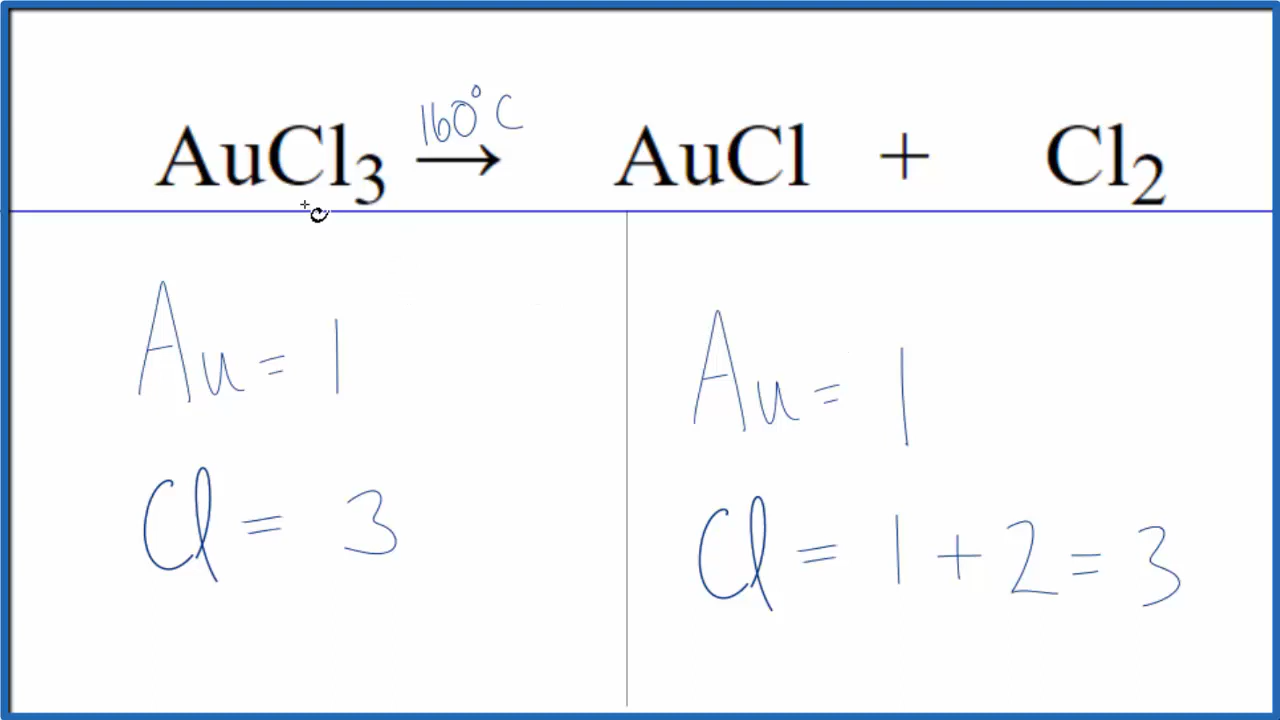 160°C
AuCl₃ → AuCl + Cl₂
Au = 1
Cl = 3
Au = 1
Cl = 1 + 2 = 3